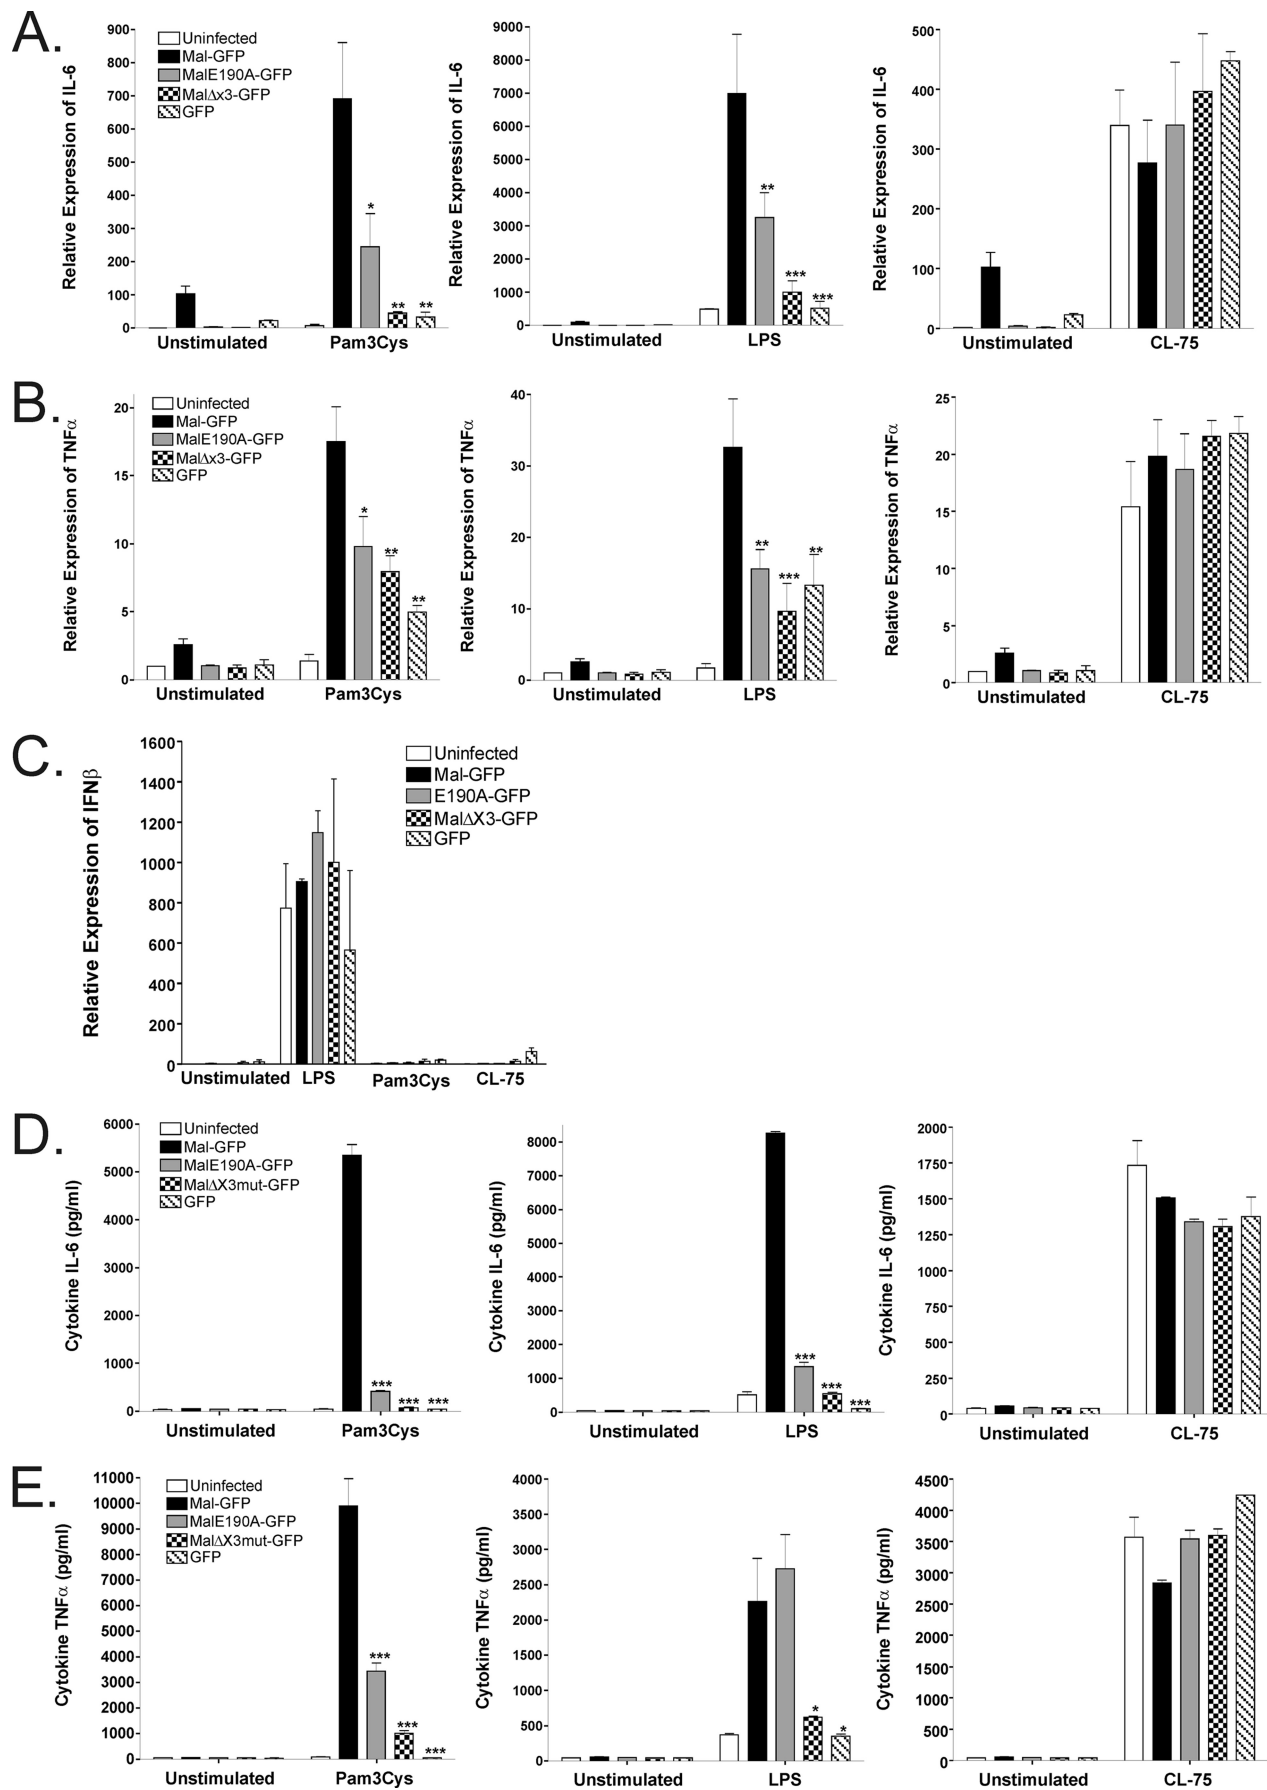 A.
Relative Expression of IL-6
900
800
700
600
500
400
300
200
100
0
Uninfected
Mal-GFP
MalE190A-GFP
MalΔx3-GFP
GFP
*
**
**
Unstimulated
Pam3Cys
Relative Expression of IL-6
9000
8000
7000
6000
5000
4000
3000
2000
1000
0
**
***
***
Unstimulated
LPS
Relative Expression of IL-6
500
400
300
200
100
0
Unstimulated
CL-75
B.
Relative Expression of TNFα
20
15
10
5
0
Uninfected
Mal-GFP
MalE190A-GFP
MalΔx3-GFP
GFP
*
**
**
Unstimulated
Pam3Cys
Relative Expression of TNFα
40
30
20
10
0
**
***
**
Unstimulated
LPS
Relative Expression of TNFα
25
20
15
10
5
0
Unstimulated
CL-75
C.
Relative Expression of IFNβ
1600
1400
1200
1000
800
600
400
200
0
Uninfected
Mal-GFP
E190A-GFP
MalΔX3-GFP
GFP
Unstimulated
LPS
Pam3Cys
CL-75
D.
Cytokine IL-6 (pg/ml)
6000
5000
4000
3000
2000
1000
0
Uninfected
Mal-GFP
MalE190A-GFP
MalΔX3mut-GFP
GFP
***
***
***
Unstimulated
Pam3Cys
Cytokine IL-6 (pg/ml)
8000
7000
6000
5000
4000
3000
2000
1000
0
***
***
***
Unstimulated
LPS
Cytokine IL-6 (pg/ml)
2000
1750
1500
1250
1000
750
500
250
0
Unstimulated
CL-75
E.
Cytokine TNFα (pg/ml)
11000
10000
9000
8000
7000
6000
5000
4000
3000
2000
1000
0
Uninfected
Mal-GFP
MalE190A-GFP
MalΔX3mut-GFP
GFP
***
***
***
Unstimulated
Pam3Cys
Cytokine TNFα (pg/ml)
4000
3500
3000
2500
2000
1500
1000
500
0
*
*
Unstimulated
LPS
Cytokine TNFα (pg/ml)
4500
4000
3500
3000
2500
2000
1500
1000
500
0
Unstimulated
CL-75